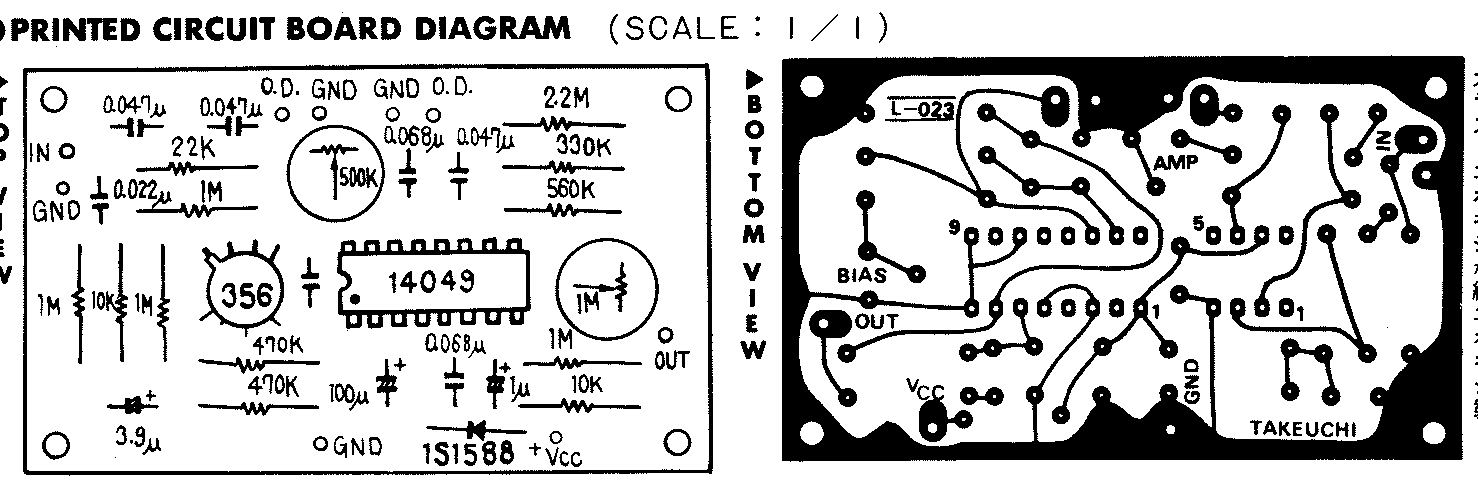 PRINTED CIRCUIT BOARD DIAGRAM (SCALE: 1/1)
TOP VIEW
O.D. GND GND O.D.
0.047μ 0.047μ
2.2M
0.068μ 0.047μ
330K
IN
22K
500K
560K
GND
0.022μ 1M
1M 10K 1M
356
14049
1M
OUT
470K
0.068μ
1M
470K
100μ
1μ
10K
3.9μ
GND
1S1588
+Vcc
BOTTOM VIEW
L-023
IN
AMP
9
5
BIAS
OUT
1
1
VCC
GND
TAKEUCHI